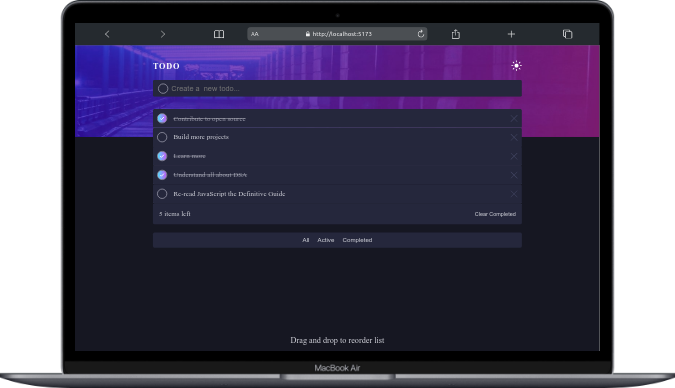 AA http://localhost:5173
TODO
Create a new todo...
Contribute to open source
Build more projects
Learn more
Understand all about DSA
Re-read JavaScript the Definitive Guide
5 items left Clear Completed
All Active Completed
Drag and drop to reorder list
MacBook Air